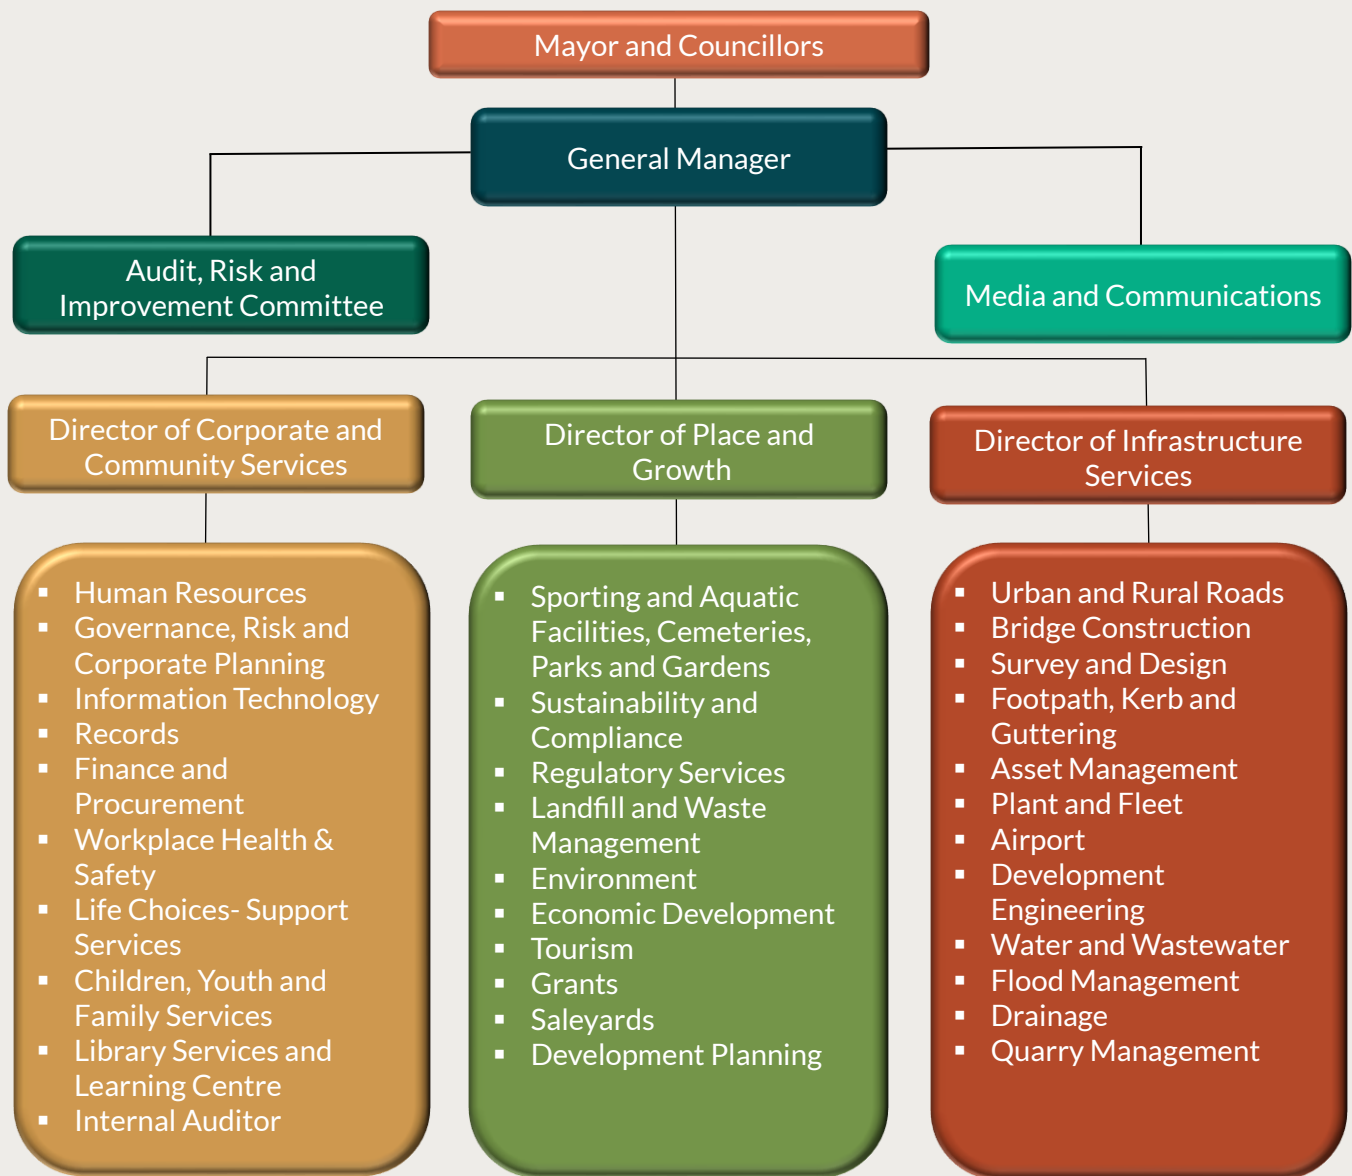 Mayor and Councillors
General Manager
Audit, Risk and
Improvement Committee
Media and Communications
Director of Corporate and
Community Services
Director of Place and
Growth
Director of Infrastructure
Services
▪ Human Resources
▪ Governance, Risk and
Corporate Planning
▪ Information Technology
▪ Records
▪ Finance and
Procurement
▪ Workplace Health &
Safety
▪ Life Choices- Support
Services
▪ Children, Youth and
Family Services
▪ Library Services and
Learning Centre
▪ Internal Auditor
▪ Sporting and Aquatic
Facilities, Cemeteries,
Parks and Gardens
▪ Sustainability and
Compliance
▪ Regulatory Services
▪ Landfill and Waste
Management
▪ Environment
▪ Economic Development
▪ Tourism
▪ Grants
▪ Saleyards
▪ Development Planning
▪ Urban and Rural Roads
▪ Bridge Construction
▪ Survey and Design
▪ Footpath, Kerb and
Guttering
▪ Asset Management
▪ Plant and Fleet
▪ Airport
▪ Development
Engineering
▪ Water and Wastewater
▪ Flood Management
▪ Drainage
▪ Quarry Management